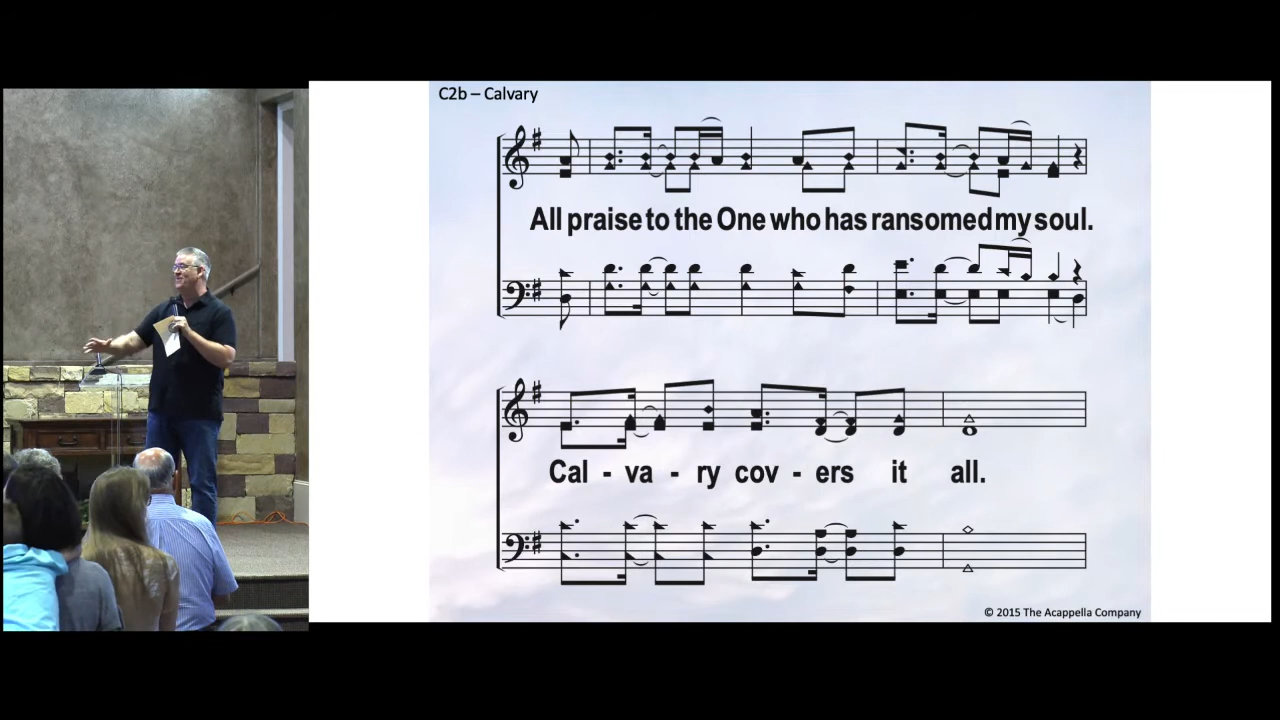 C2b – Calvary
All praise to the One who has ransomed my soul.
Cal - va - ry cov - ers it all.
© 2015 The Acappella Company